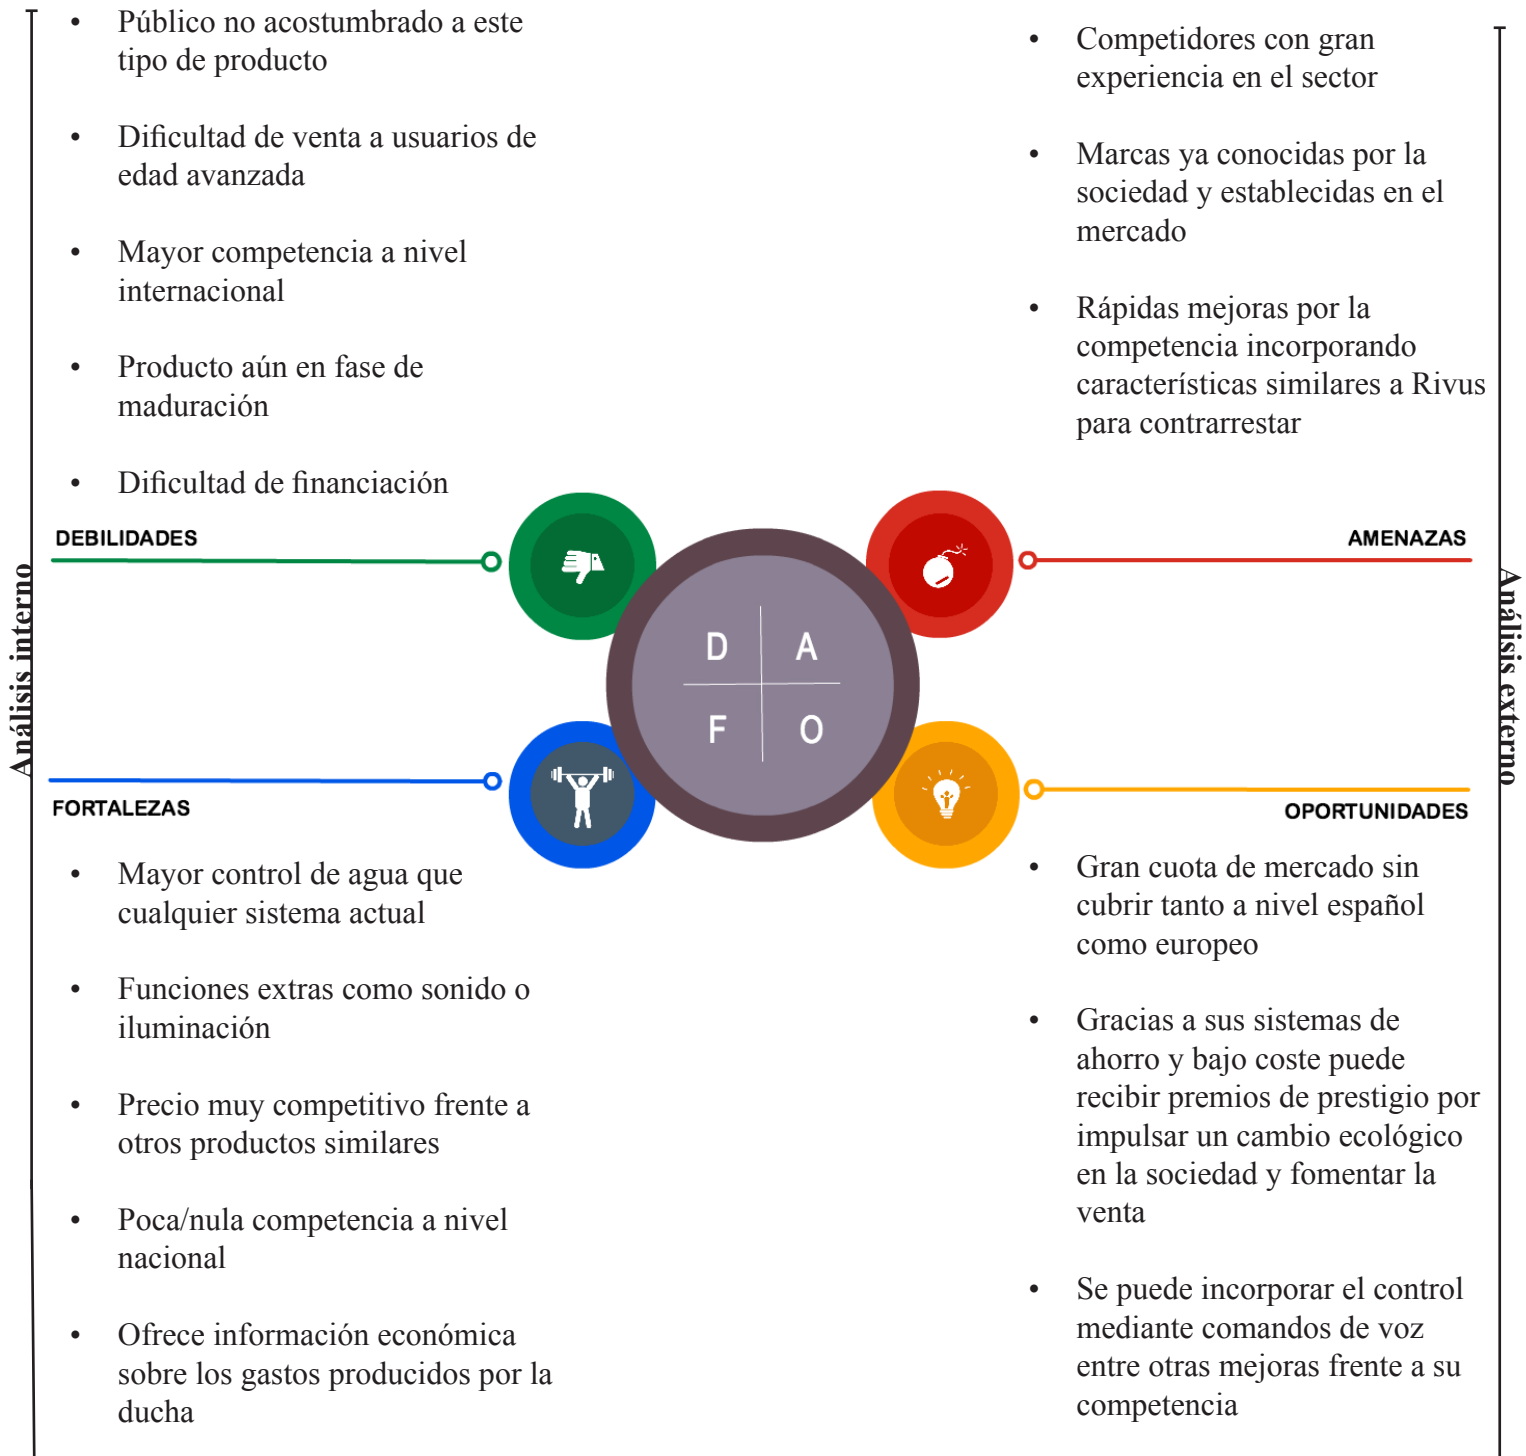 • Público no acostumbrado a este
tipo de producto
• Dificultad de venta a usuarios de
edad avanzada
• Mayor competencia a nivel
internacional
• Producto aún en fase de
maduración
• Dificultad de financiación
DEBILIDADES
• Competidores con gran
experiencia en el sector
• Marcas ya conocidas por la
sociedad y establecidas en el
mercado
• Rápidas mejoras por la
competencia incorporando
características similares a Rivus
para contrarrestar
AMENAZAS
Análisis interno
D A
F O
Análisis externo
FORTALEZAS
• Mayor control de agua que
cualquier sistema actual
• Funciones extras como sonido o
iluminación
• Precio muy competitivo frente a
otros productos similares
• Poca/nula competencia a nivel
nacional
• Ofrece información económica
sobre los gastos producidos por la
ducha
OPORTUNIDADES
• Gran cuota de mercado sin
cubrir tanto a nivel español
como europeo
• Gracias a sus sistemas de
ahorro y bajo coste puede
recibir premios de prestigio por
impulsar un cambio ecológico
en la sociedad y fomentar la
venta
• Se puede incorporar el control
mediante comandos de voz
entre otras mejoras frente a su
competencia